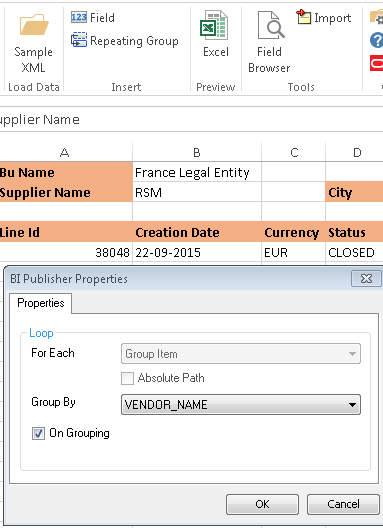 Sample
XML
Load Data
123 Field
Repeating Group
Insert
Excel
Preview
Field
Browser
Import
Tools
upplier Name
A B C D
Bu Name France Legal Entity
Supplier Name RSM City
Line Id Creation Date Currency Status
38048 22-09-2015 EUR CLOSED
BI Publisher Properties
Properties
Loop
For Each Group Item
Absolute Path
Group By VENDOR_NAME
On Grouping
OK Cancel